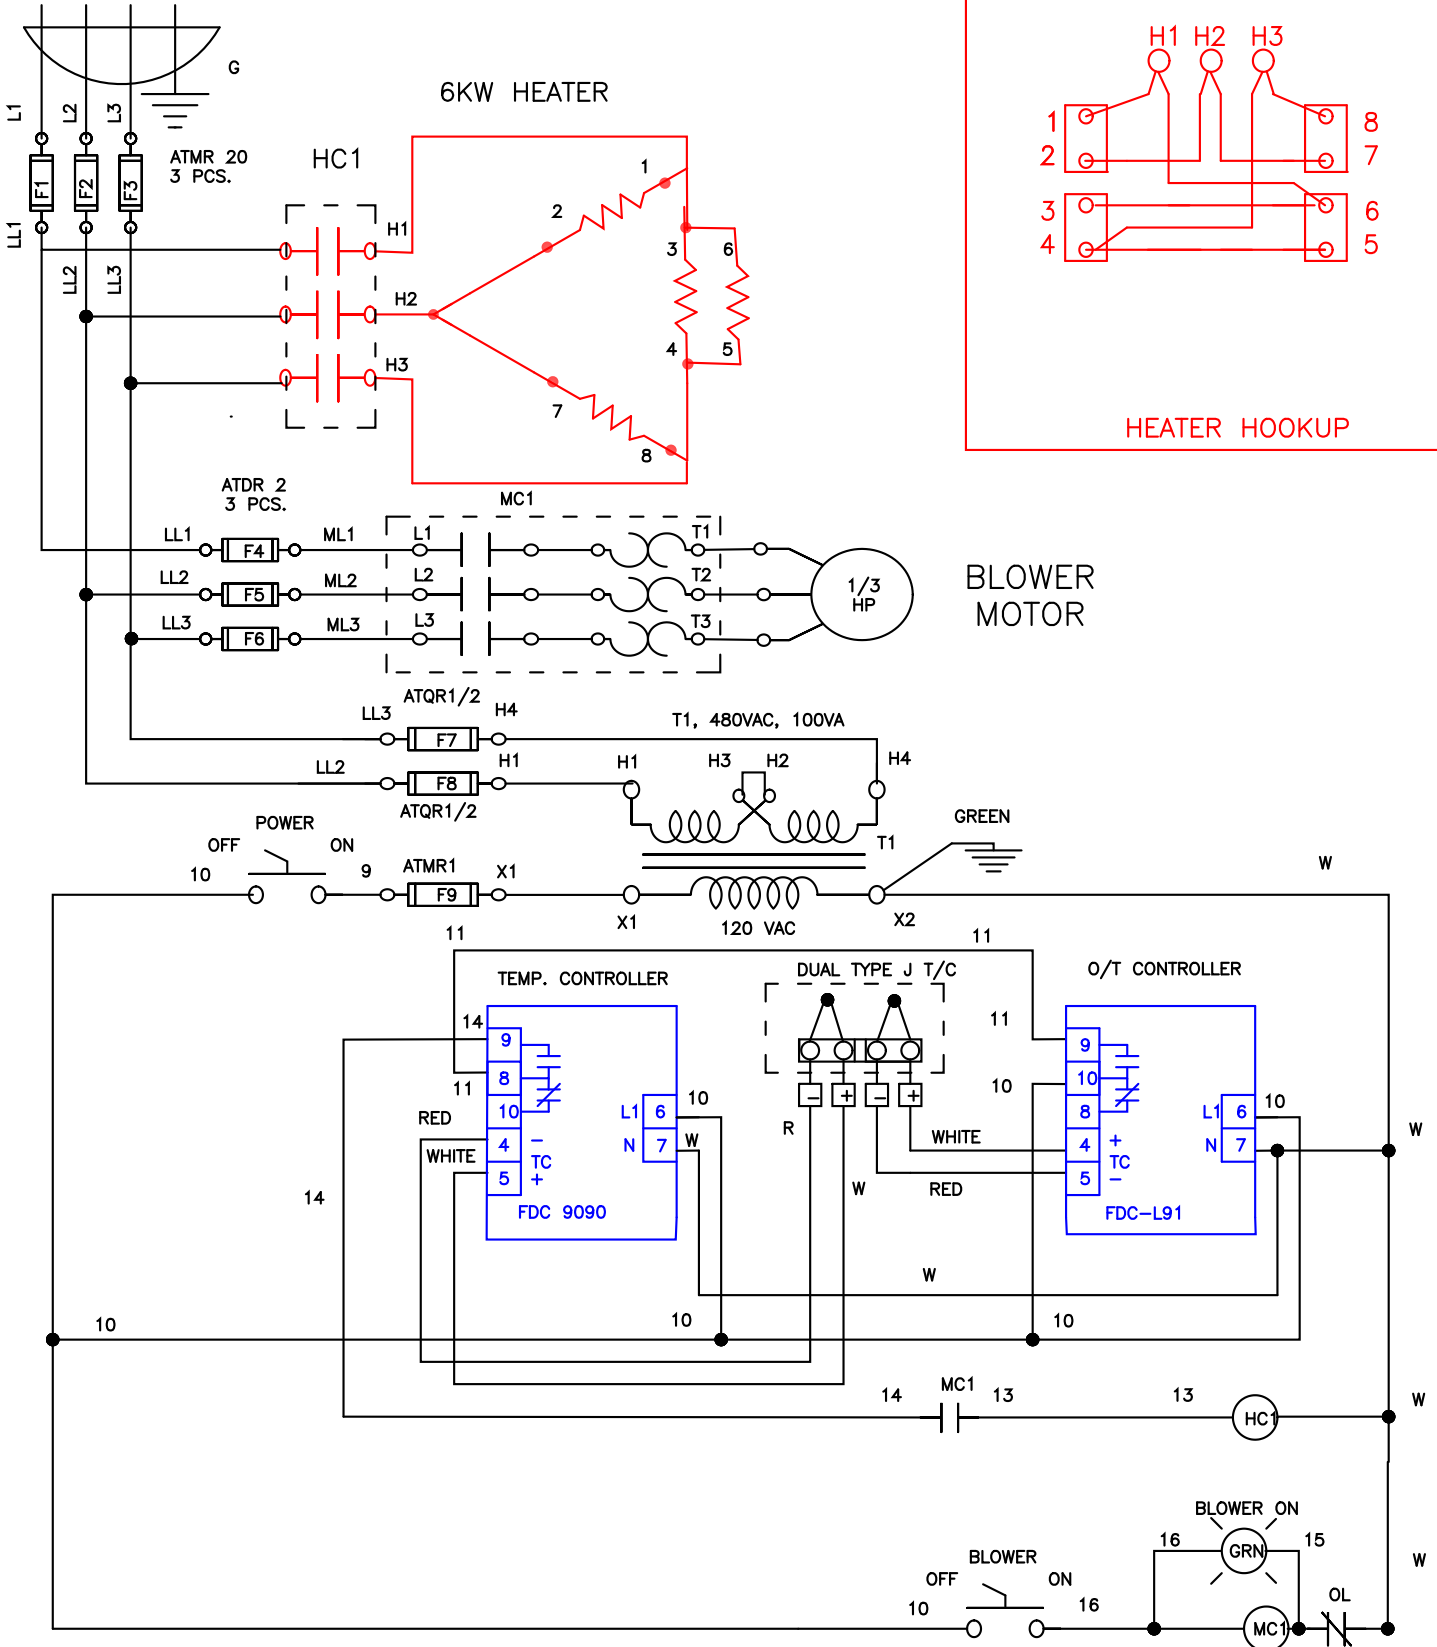 G
L1
L2
L3
F1
F2
F3
ATMR 20
3 PCS.
LL1
LL2
LL3
HC1
6KW HEATER
H1
H2
H3
1
2
3
6
4
5
7
8
H1 H2 H3
1
2
3
4
8
7
6
5
HEATER HOOKUP
ATDR 2
3 PCS.
MC1
LL1
F4
ML1
L1
T1
LL2
F5
ML2
L2
T2
LL3
F6
ML3
L3
T3
1/3
HP
BLOWER
MOTOR
ATQR1/2
LL3
F7
H4
T1, 480VAC, 100VA
LL2
F8
H1
ATQR1/2
H1
H3
H2
H4
T1
POWER
OFF
ON
10
9
ATMR1
F9
X1
X1
120 VAC
X2
GREEN
W
11
11
TEMP. CONTROLLER
DUAL TYPE J T/C
O/T CONTROLLER
14
9
11
8
10
RED
4
−
WHITE
TC
5
+
L1
6
10
N
7
W
FDC 9090
−
+
−
+
R
W
WHITE
RED
11
9
10
10
8
4
+
TC
5
−
L1
6
10
N
7
FDC−L91
W
14
W
10
10
10
14
MC1
13
13
HC1
W
BLOWER ON
16
GRN
15
W
BLOWER
OFF
ON
10
16
MC1
OL